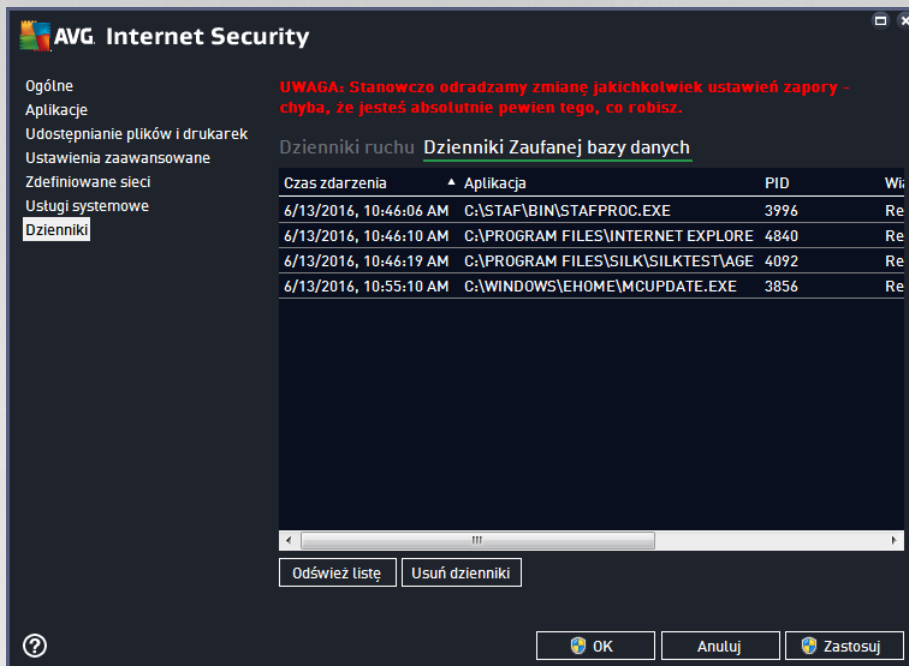 AVG Internet Security
Ogólne
Aplikacje
Udostępnianie plików i drukarek
Ustawienia zaawansowane
Zdefiniowane sieci
Usługi systemowe
Dzienniki
UWAGA: Stanowczo odradzamy zmianę jakichkolwiek ustawień zapory -
chyba, że jesteś absolutnie pewien tego, co robisz.
Dzienniki ruchu Dzienniki Zaufanej bazy danych
Czas zdarzenia Aplikacja PID Wia
6/13/2016, 10:46:06 AM C:\STAF\BIN\STAFPROC.EXE 3996 Re
6/13/2016, 10:46:10 AM C:\PROGRAM FILES\INTERNET EXPLORE 4840 Re
6/13/2016, 10:46:19 AM C:\PROGRAM FILES\SILK\SILKTEST\AGE 4092 Re
6/13/2016, 10:55:10 AM C:\WINDOWS\EHOME\MCUPDATE.EXE 3856 Re
Odśwież listę Usuń dzienniki
OK Anuluj Zastosuj